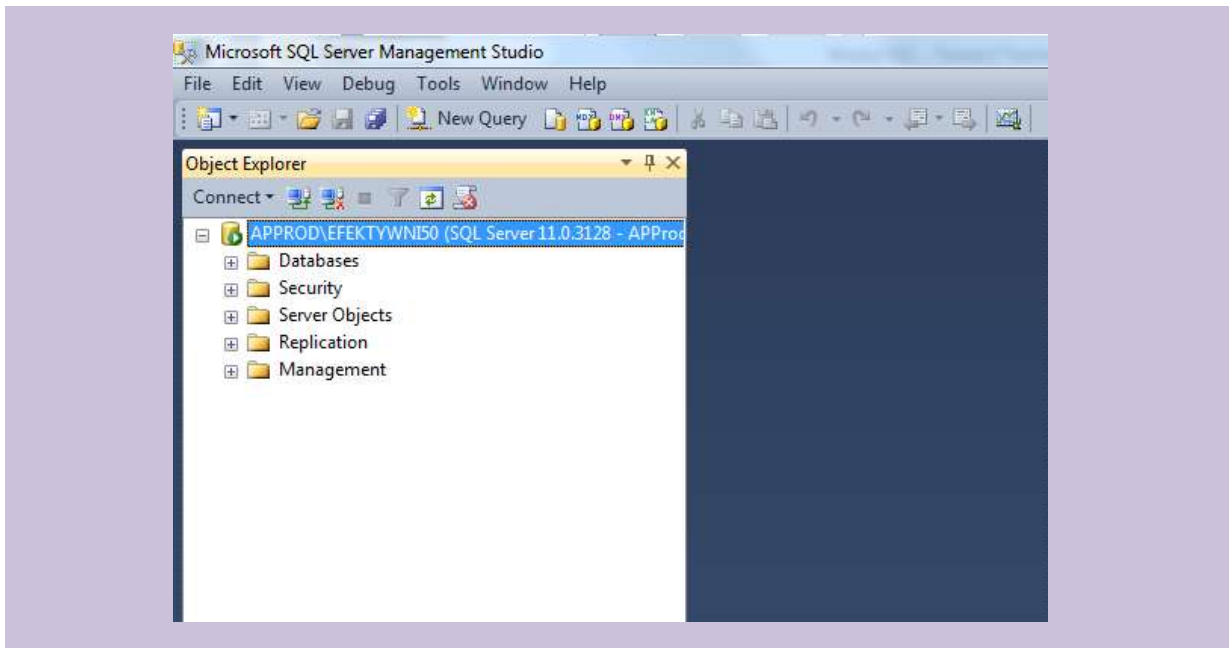 Microsoft SQL Server Management Studio
File Edit View Debug Tools Window Help
New Query
Object Explorer
Connect
APPROD\EFEKTYWNI50 (SQL Server 11.0.3128 - APProd
Databases
Security
Server Objects
Replication
Management